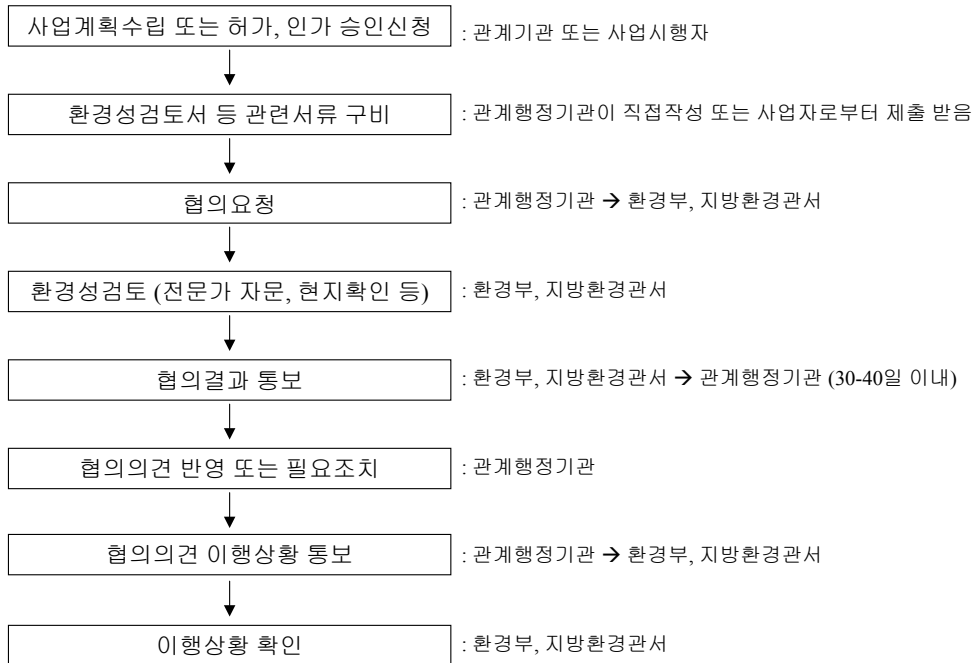 사업계획수립 또는 허가, 인가 승인신청 : 관계기관 또는 사업시행자
환경성검토서 등 관련서류 구비 : 관계행정기관이 직접작성 또는 사업자로부터 제출 받음
협의요청 : 관계행정기관 → 환경부, 지방환경관서
환경성검토 (전문가 자문, 현지확인 등) : 환경부, 지방환경관서
협의결과 통보 : 환경부, 지방환경관서 → 관계행정기관 (30-40일 이내)
협의의견 반영 또는 필요조치 : 관계행정기관
협의의견 이행상황 통보 : 관계행정기관 → 환경부, 지방환경관서
이행상황 확인 : 환경부, 지방환경관서